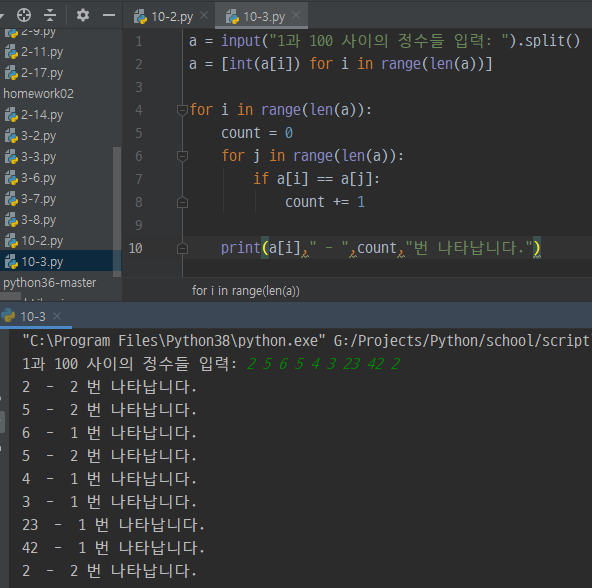 10-2.py
10-3.py
2-9.py
2-11.py
2-17.py
homework02
2-14.py
3-2.py
3-3.py
3-6.py
3-7.py
3-8.py
10-2.py
10-3.py
python36-master
1 a = input("1과 100 사이의 정수들 입력: ").split()
2 a = [int(a[i]) for i in range(len(a))]
3
4 for i in range(len(a)):
5 count = 0
6 for j in range(len(a)):
7 if a[i] == a[j]:
8 count += 1
9
10 print(a[i]," - ",count,"번 나타납니다.")
for i in range(len(a))
10-3
"C:\Program Files\Python38\python.exe" G:/Projects/Python/school/script
1과 100 사이의 정수들 입력: 2 5 6 5 4 3 23 42 2
2  -  2 번 나타납니다.
5  -  2 번 나타납니다.
6  -  1 번 나타납니다.
5  -  2 번 나타납니다.
4  -  1 번 나타납니다.
3  -  1 번 나타납니다.
23  -  1 번 나타납니다.
42  -  1 번 나타납니다.
2  -  2 번 나타납니다.